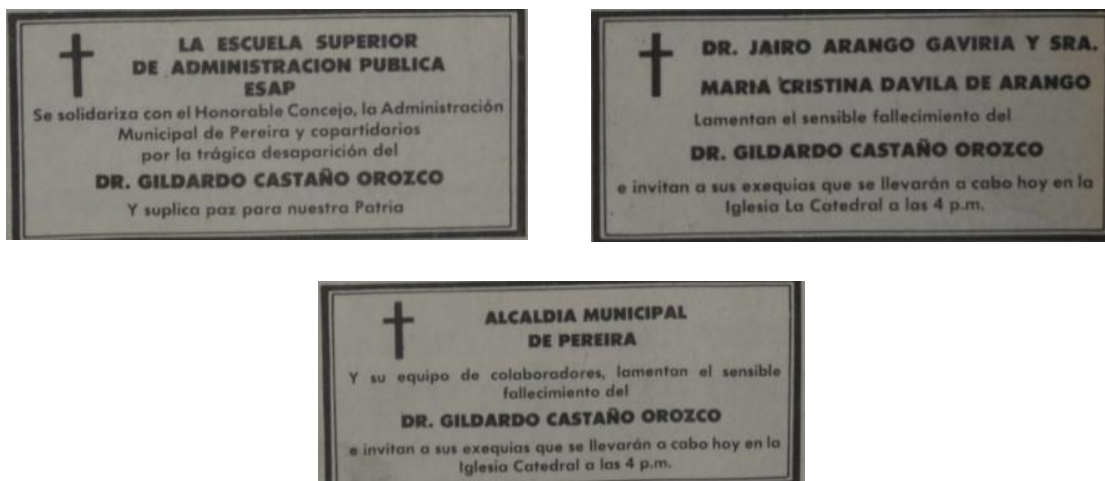 LA ESCUELA SUPERIOR
DE ADMINISTRACION PUBLICA
ESAP
Se solidariza con el Honorable Concejo, la Administración
Municipal de Pereira y copartidarios
por la trágica desaparición del
DR. GILDARDO CASTAÑO OROZCO
Y suplica paz para nuestra Patria
DR. JAIRO ARANGO GAVIRIA Y SRA.
MARIA CRISTINA DAVILA DE ARANGO
Lamentan el sensible fallecimiento del
DR. GILDARDO CASTAÑO OROZCO
e invitan a sus exequias que se llevarán a cabo hoy en la
Iglesia La Catedral a las 4 p.m.
ALCALDIA MUNICIPAL
DE PEREIRA
Y su equipo de colaboradores, lamentan el sensible
fallecimiento del
DR. GILDARDO CASTAÑO OROZCO
e invitan a sus exequias que se llevarán a cabo hoy en la
Iglesia Catedral a las 4 p.m.